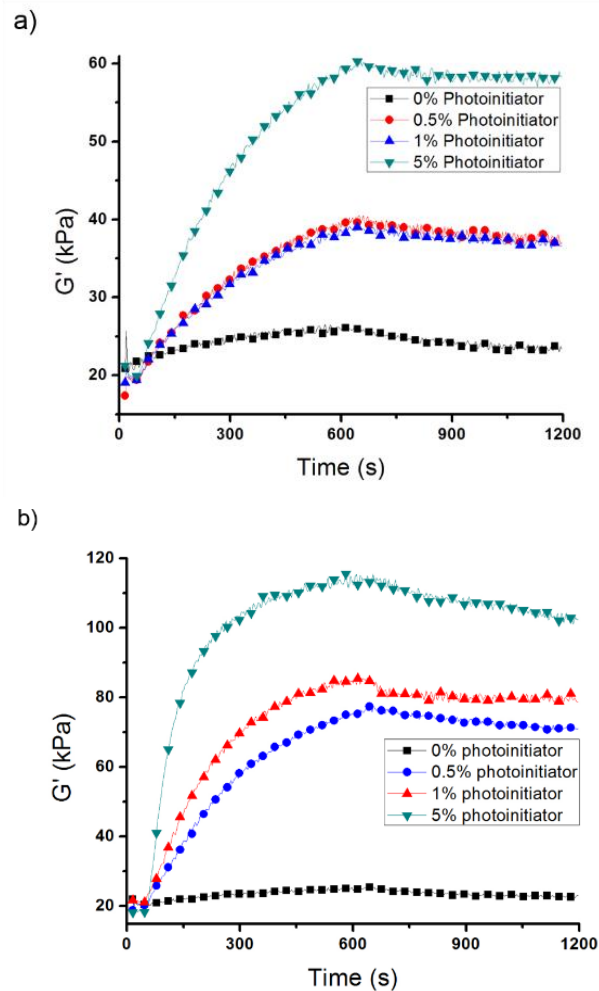 a)
60
50
40
30
20
G' (kPa)
0% Photoinitiator
0.5% Photoinitiator
1% Photoinitiator
5% Photoinitiator
0 300 600 900 1200
Time (s)
b)
120
100
80
60
40
20
G' (kPa)
0% photoinitiator
0.5% photoinitiator
1% photoinitiator
5% photoinitiator
0 300 600 900 1200
Time (s)